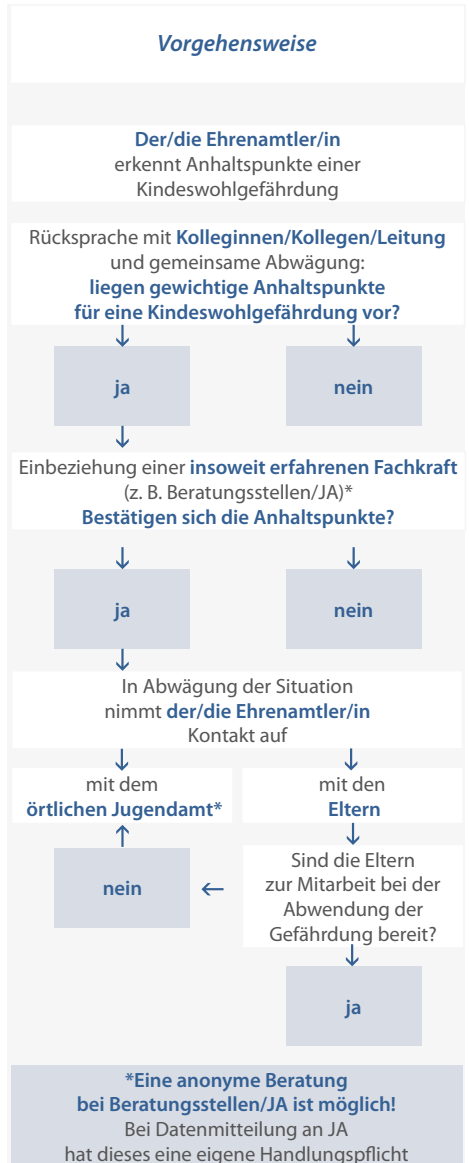 Vorgehensweise
Der/die Ehrenamtler/in
erkennt Anhaltspunkte einer
Kindeswohlgefährdung
Rücksprache mit Kolleginnen/Kollegen/Leitung
und gemeinsame Abwägung:
liegen gewichtige Anhaltspunkte
für eine Kindeswohlgefährdung vor?
ja
nein
Einbeziehung einer insoweit erfahrenen Fachkraft
(z. B. Beratungsstellen/JA)*
Bestätigen sich die Anhaltspunkte?
ja
nein
In Abwägung der Situation
nimmt der/die Ehrenamtler/in
Kontakt auf
mit dem
örtlichen Jugendamt*
mit den
Eltern
Sind die Eltern
zur Mitarbeit bei der
Abwendung der
Gefährdung bereit?
nein
ja
*Eine anonyme Beratung
bei Beratungsstellen/JA ist möglich!
Bei Datenmitteilung an JA
hat dieses eine eigene Handlungspflicht